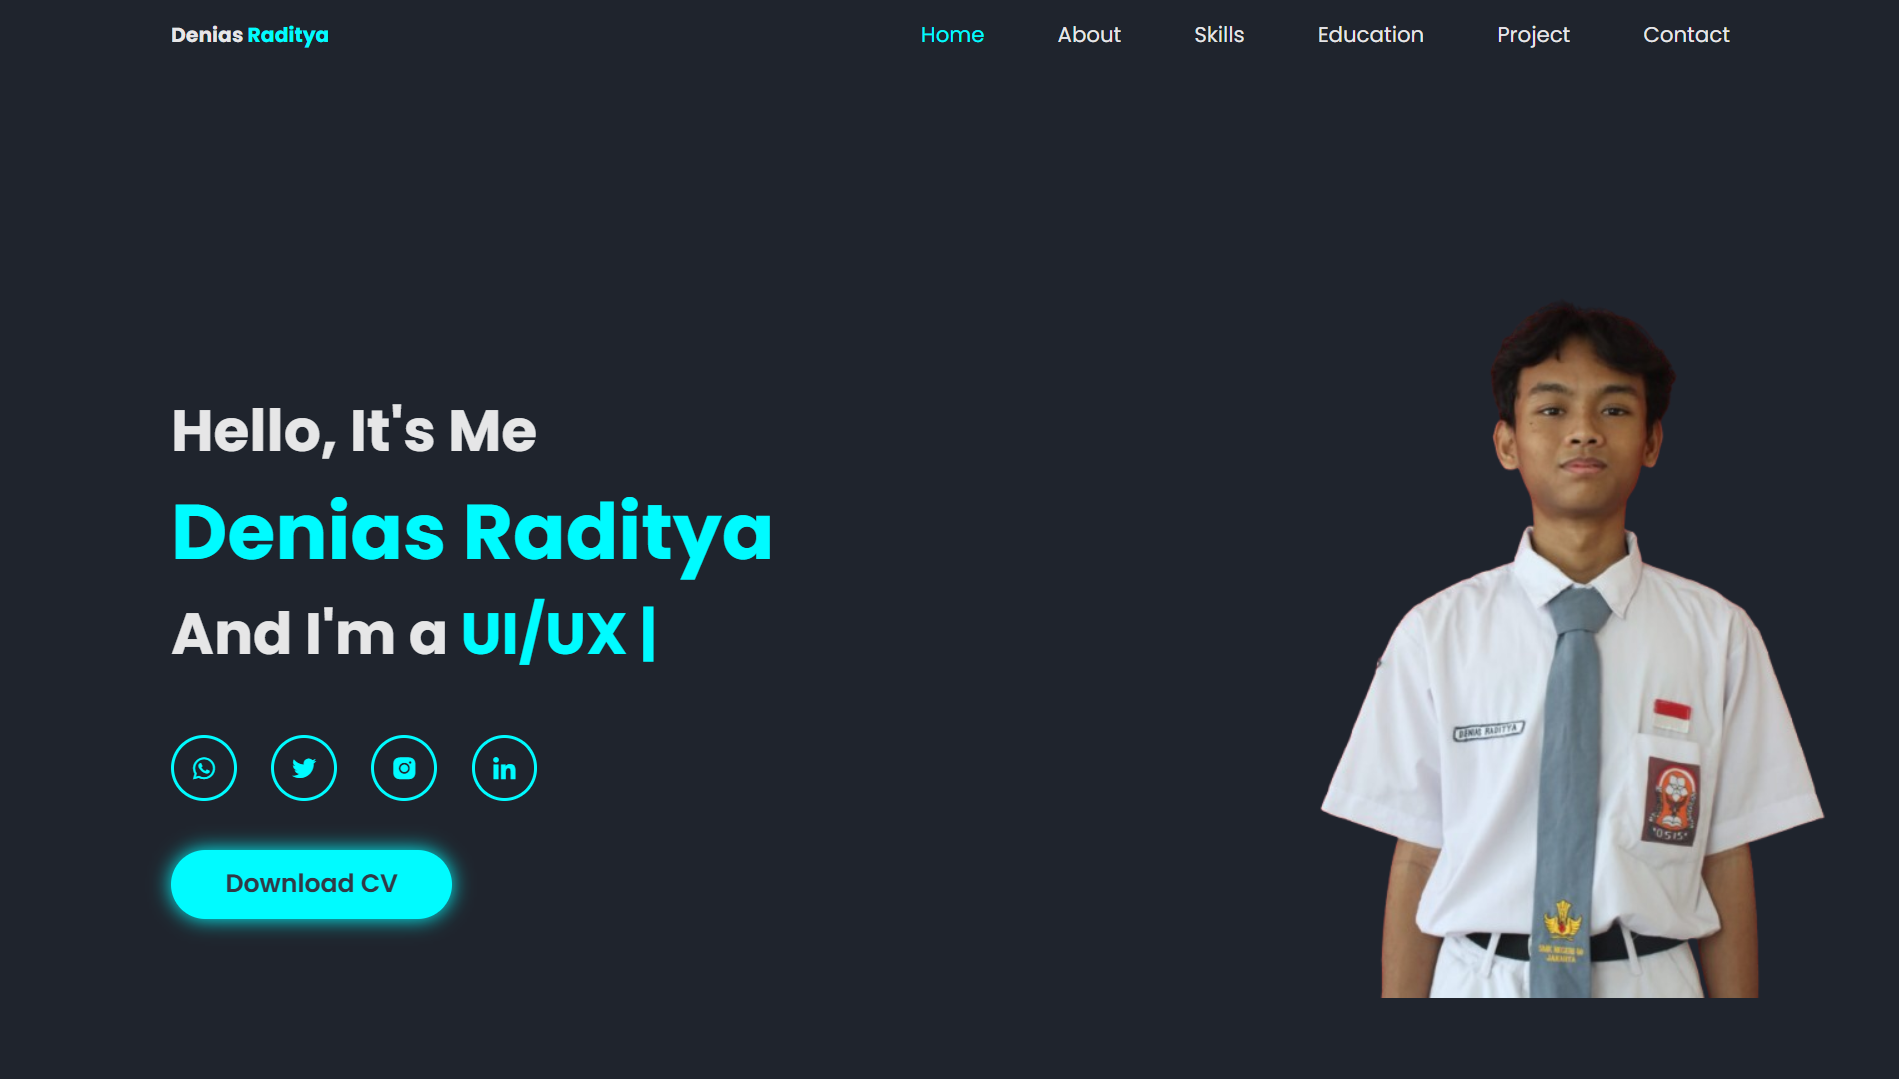 Denias Raditya
Home About Skills Education Project Contact
Hello, It's Me
Denias Raditya
And I'm a UI/UX |
Download CV
DENIAS RADITYA
OSIS
JAKARTA